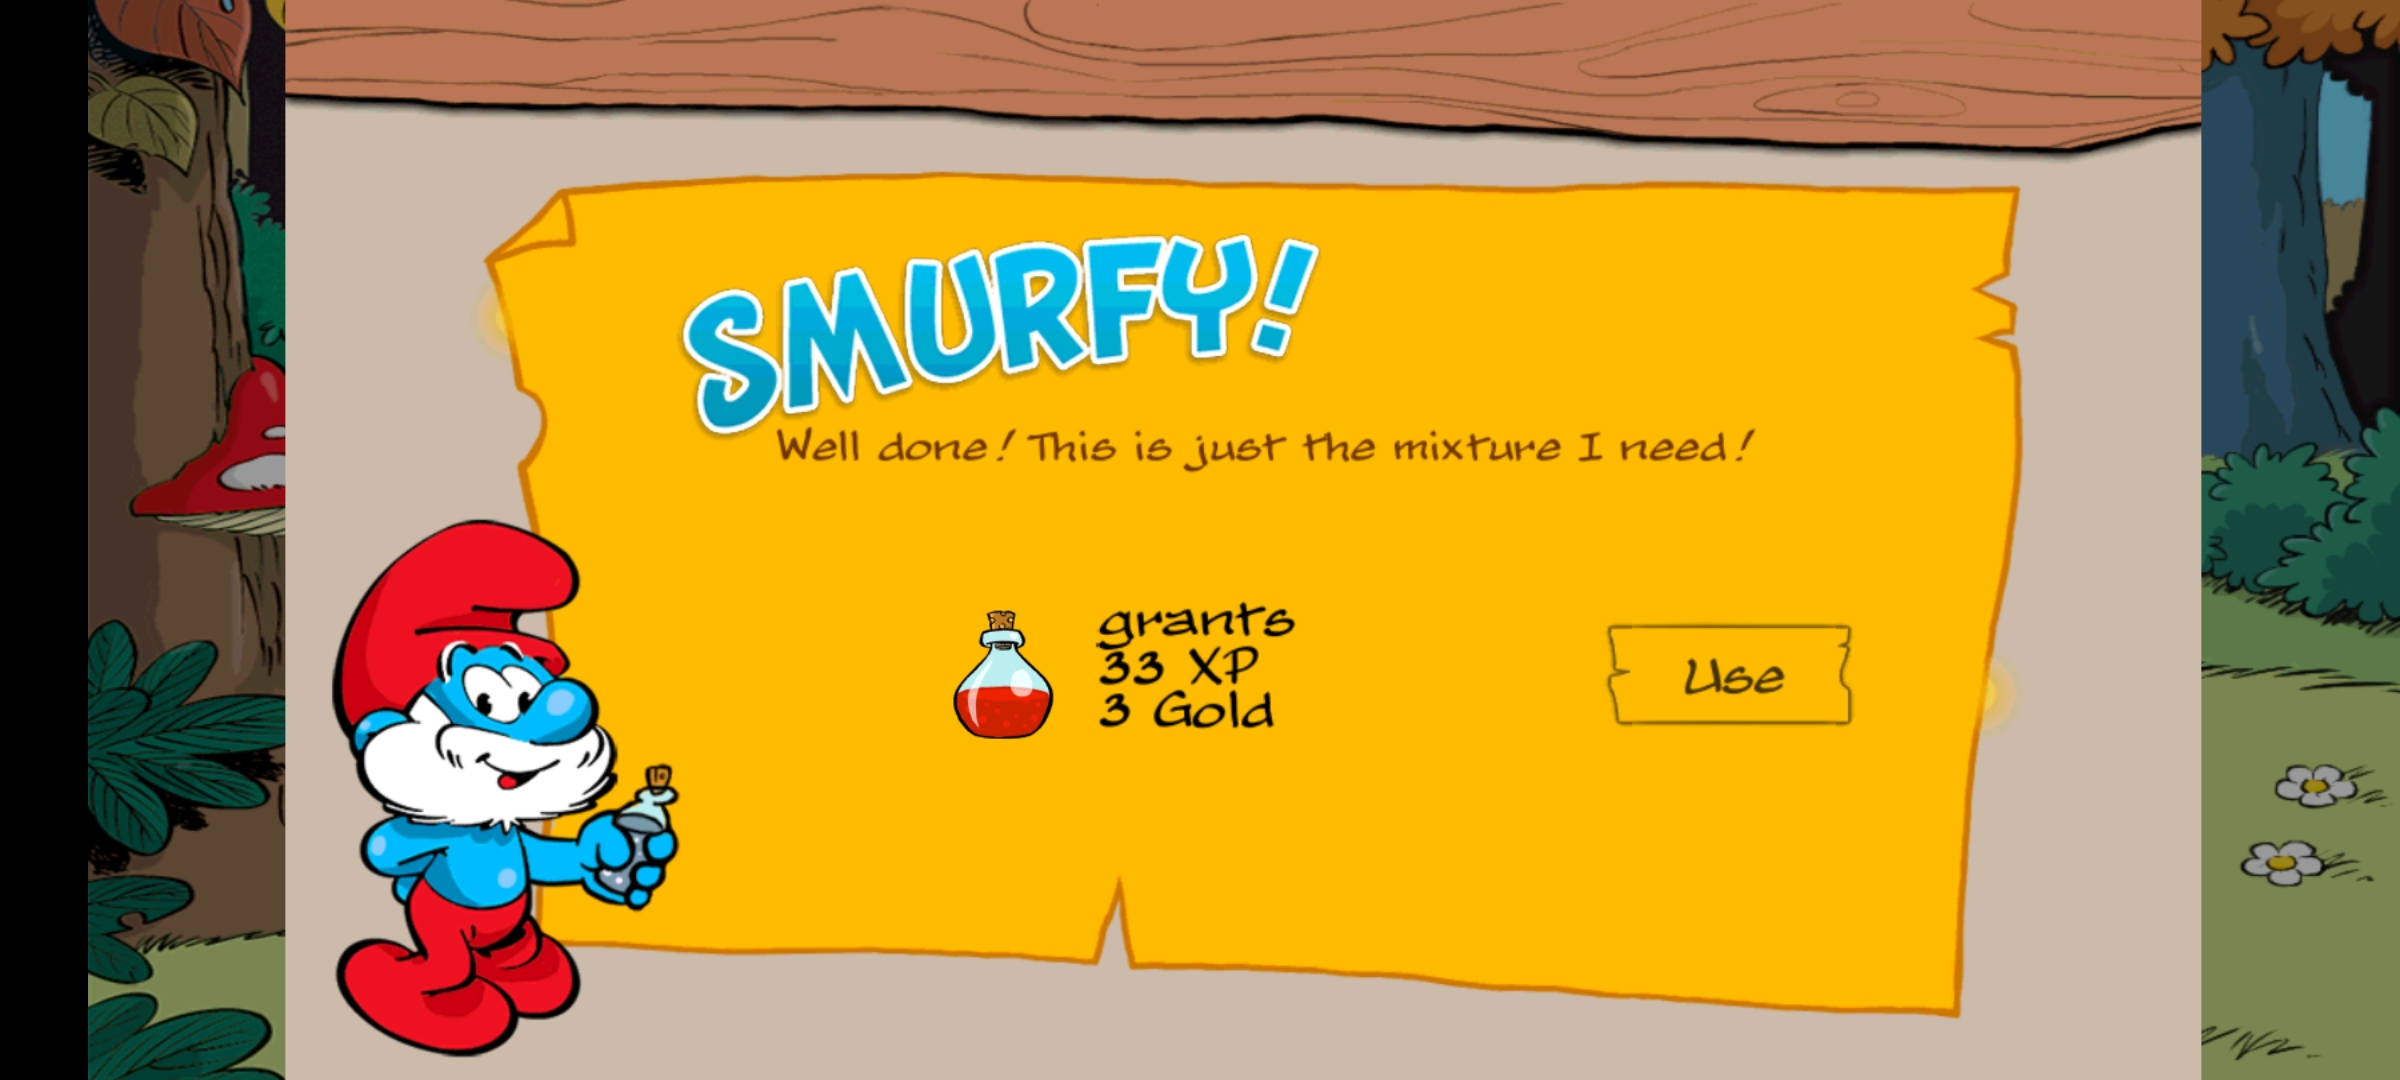 SMURFY!
Well done! This is just the mixture I need!
grants
33 XP
3 Gold
Use